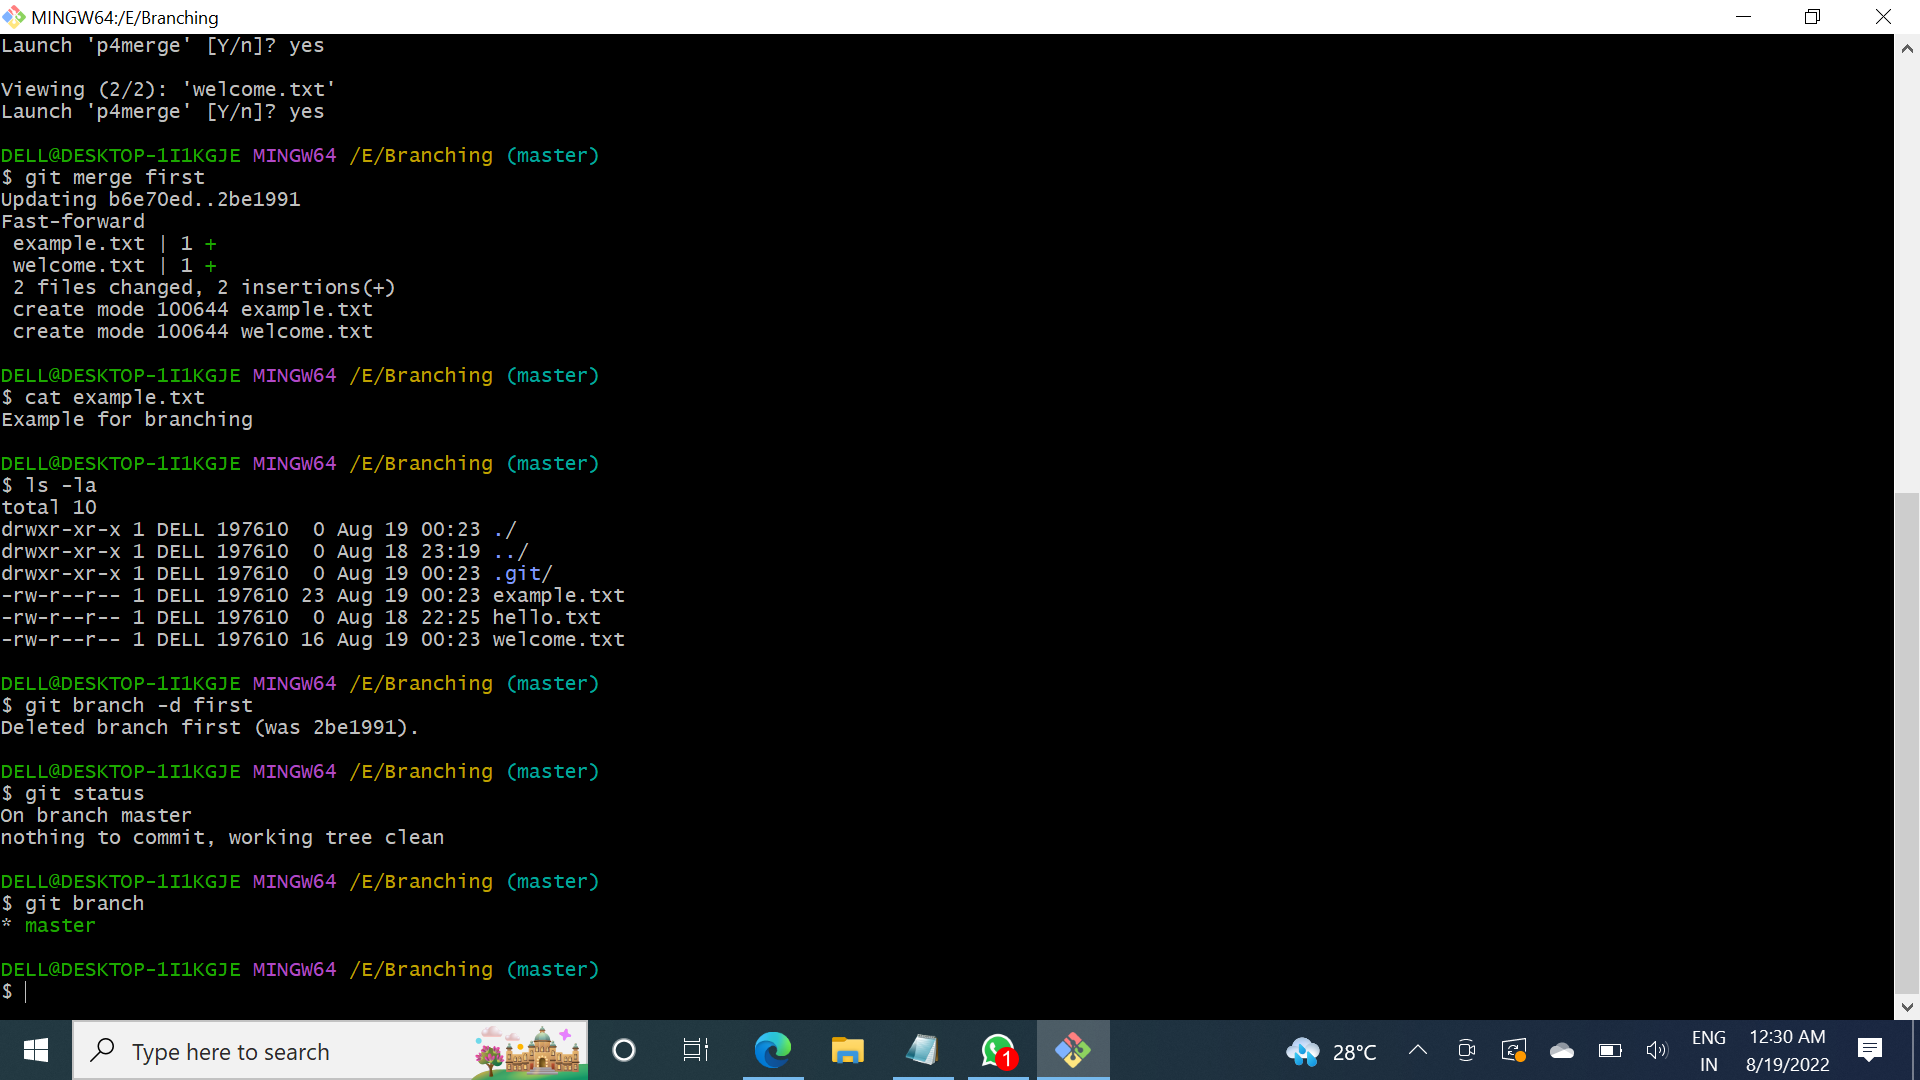 MINGW64:/E/Branching
Launch 'p4merge' [Y/n]? yes
Viewing (2/2): 'welcome.txt'
Launch 'p4merge' [Y/n]? yes
DELL@DESKTOP-1I1KGJE MINGW64 /E/Branching (master)
$ git merge first
Updating b6e70ed..2be1991
Fast-forward
 example.txt | 1 +
 welcome.txt | 1 +
 2 files changed, 2 insertions(+)
 create mode 100644 example.txt
 create mode 100644 welcome.txt
DELL@DESKTOP-1I1KGJE MINGW64 /E/Branching (master)
$ cat example.txt
Example for branching
DELL@DESKTOP-1I1KGJE MINGW64 /E/Branching (master)
$ ls -la
total 10
drwxr-xr-x 1 DELL 197610  0 Aug 19 00:23 ./
drwxr-xr-x 1 DELL 197610  0 Aug 18 23:19 ../
drwxr-xr-x 1 DELL 197610  0 Aug 19 00:23 .git/
-rw-r--r-- 1 DELL 197610 23 Aug 19 00:23 example.txt
-rw-r--r-- 1 DELL 197610  0 Aug 18 22:25 hello.txt
-rw-r--r-- 1 DELL 197610 16 Aug 19 00:23 welcome.txt
DELL@DESKTOP-1I1KGJE MINGW64 /E/Branching (master)
$ git branch -d first
Deleted branch first (was 2be1991).
DELL@DESKTOP-1I1KGJE MINGW64 /E/Branching (master)
$ git status
On branch master
nothing to commit, working tree clean
DELL@DESKTOP-1I1KGJE MINGW64 /E/Branching (master)
$ git branch
* master
DELL@DESKTOP-1I1KGJE MINGW64 /E/Branching (master)
$
Type here to search
1
28°C
ENG
IN
12:30 AM
8/19/2022